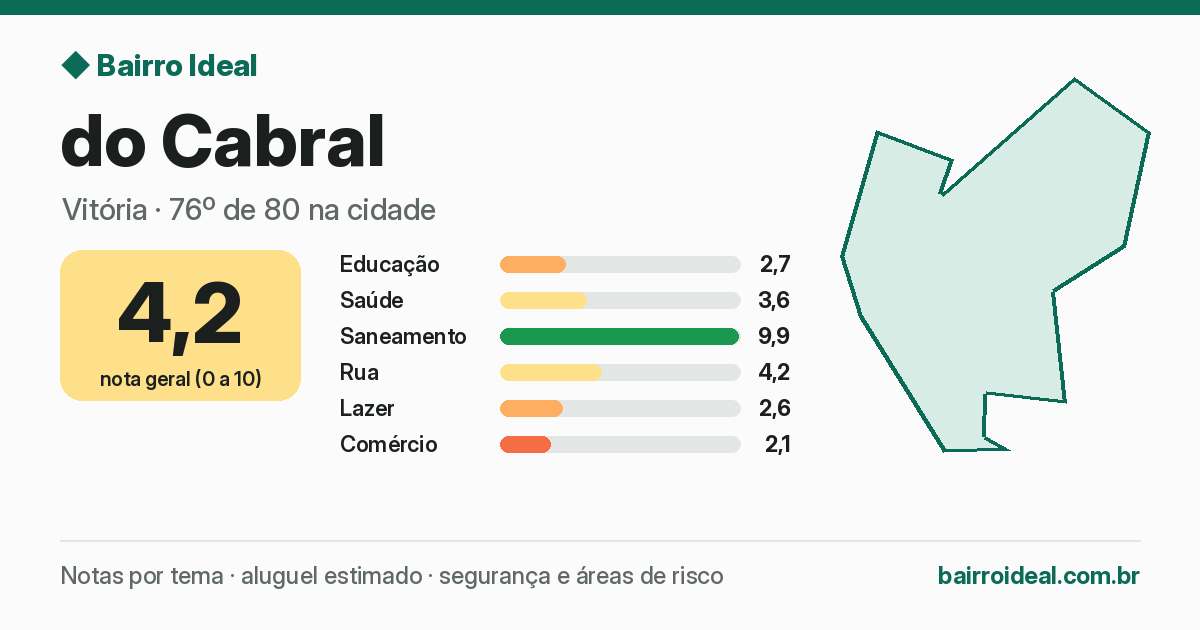 Bairro Ideal
do Cabral
Vitória · 76º de 80 na cidade
4,2
nota geral (0 a 10)
Educação 2,7
Saúde 3,6
Saneamento 9,9
Rua 4,2
Lazer 2,6
Comércio 2,1
Notas por tema · aluguel estimado · segurança e áreas de risco
bairroideal.com.br